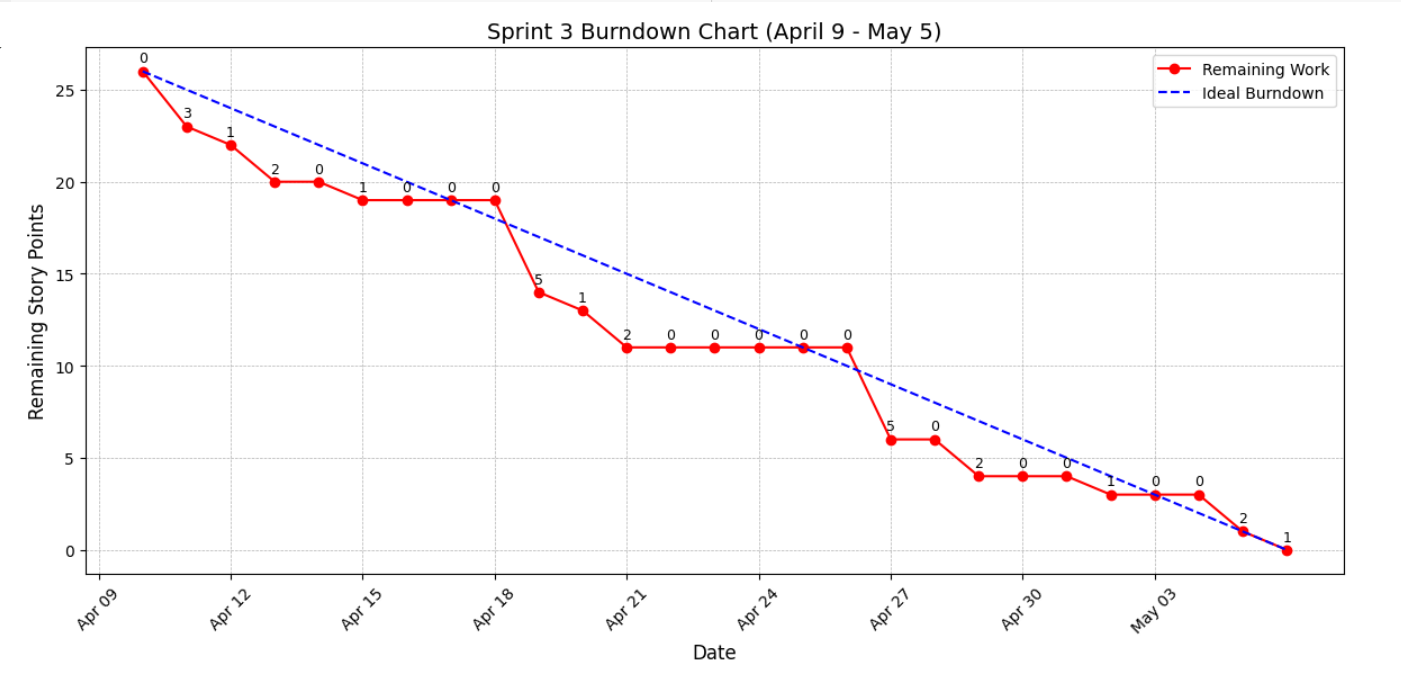 Sprint 3 Burndown Chart (April 9 - May 5)
Remaining Work
Ideal Burndown
Remaining Story Points
25
20
15
10
5
0
0
3
1
2
0
1
0
0
0
5
1
2
0
0
0
0
0
5
0
2
0
0
1
0
0
2
1
Apr 09
Apr 12
Apr 15
Apr 18
Apr 21
Apr 24
Apr 27
Apr 30
May 03
Date